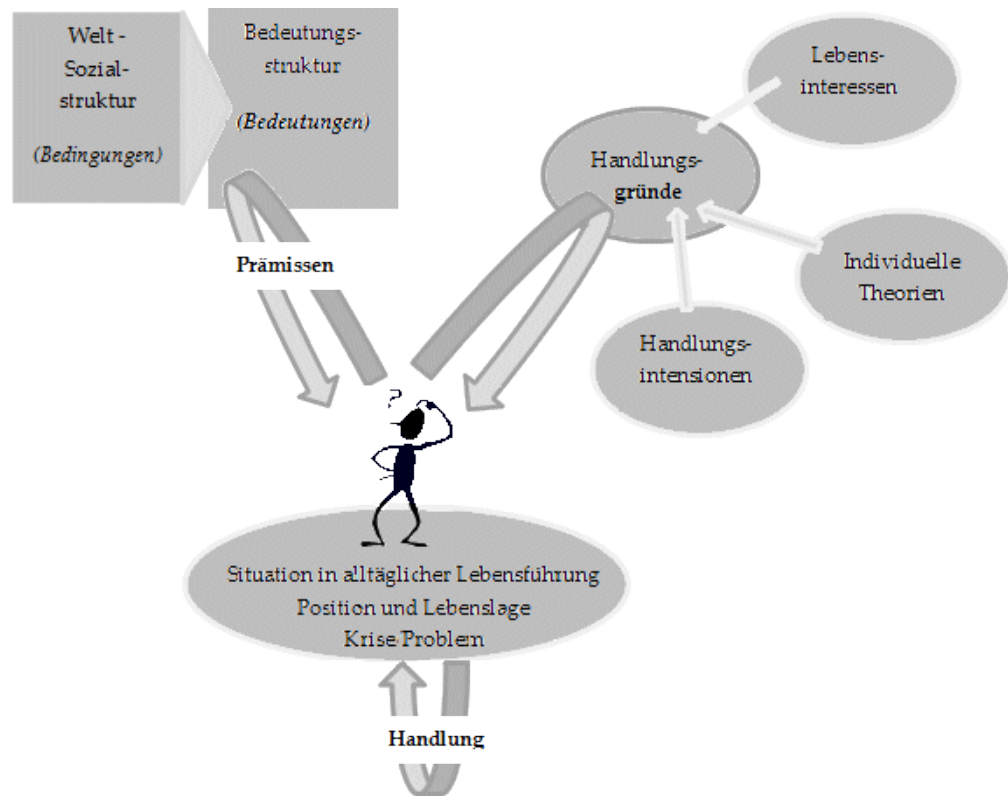 Welt -
Sozial-
struktur
(Bedingungen)
Bedeutungs-
struktur
(Bedeutungen)
Lebens-
interessen
Handlungs-
gründe
Individuelle
Theorien
Handlungs-
intensionen
Prämissen
?
Situation in alltäglicher Lebensführung
Position und Lebenslage
Krise/Problem
Handlung